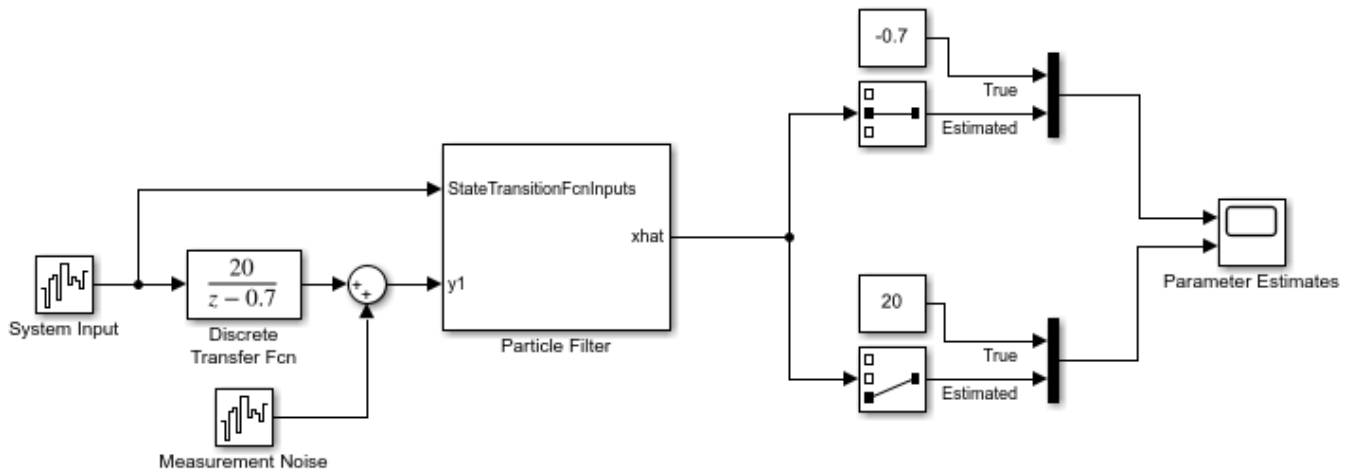 -0.7
True
Estimated
StateTransitionFcnInputs
xhat
y1
Particle Filter
System Input
20
z − 0.7
Discrete
Transfer Fcn
+
+
Measurement Noise
20
True
Estimated
Parameter Estimates